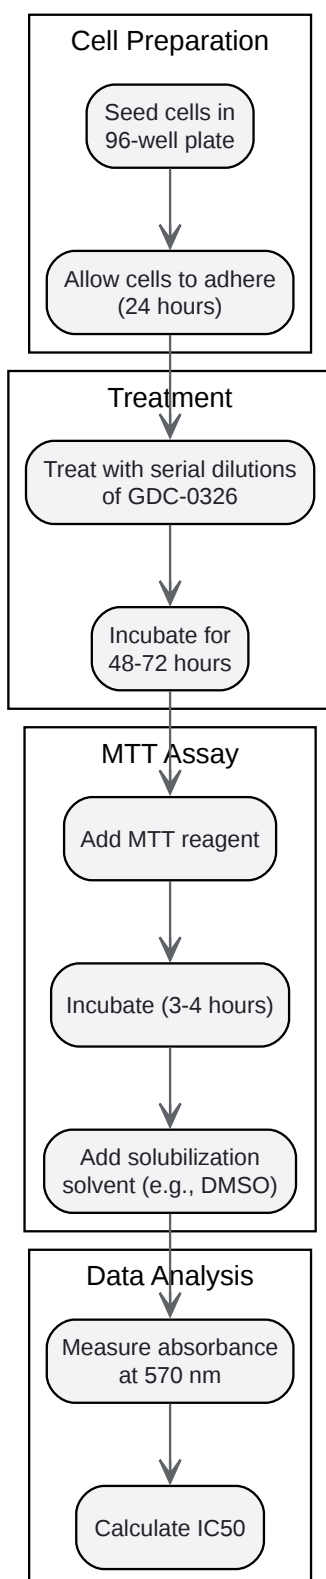 Cell Preparation
Seed cells in
96-well plate
Allow cells to adhere
(24 hours)
Treatment
Treat with serial dilutions
of GDC-0326
Incubate for
48-72 hours
MTT Assay
Add MTT reagent
Incubate (3-4 hours)
Add solubilization
solvent (e.g., DMSO)
Data Analysis
Measure absorbance
at 570 nm
Calculate IC50